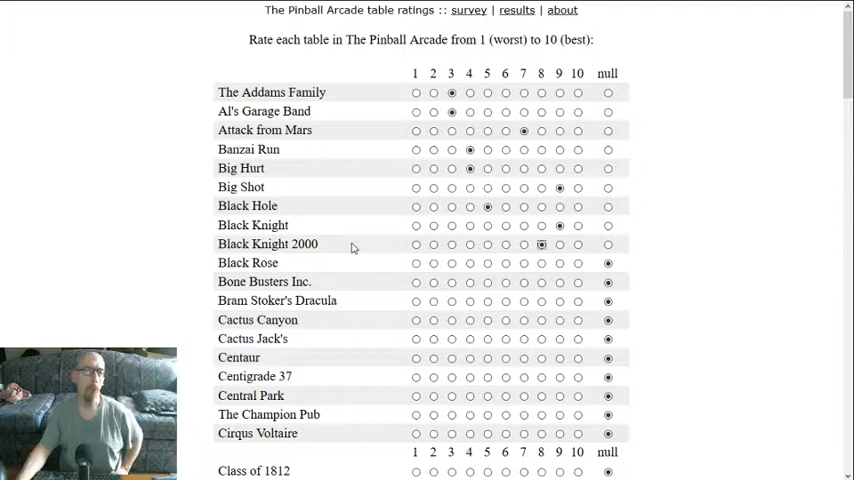 The Pinball Arcade table ratings :: survey | results | about
Rate each table in The Pinball Arcade from 1 (worst) to 10 (best):
1 2 3 4 5 6 7 8 9 10 null
The Addams Family
Al's Garage Band
Attack from Mars
Banzai Run
Big Hurt
Big Shot
Black Hole
Black Knight
Black Knight 2000
Black Rose
Bone Busters Inc.
Bram Stoker's Dracula
Cactus Canyon
Cactus Jack's
Centaur
Centigrade 37
Central Park
The Champion Pub
Cirqus Voltaire
1 2 3 4 5 6 7 8 9 10 null
Class of 1812